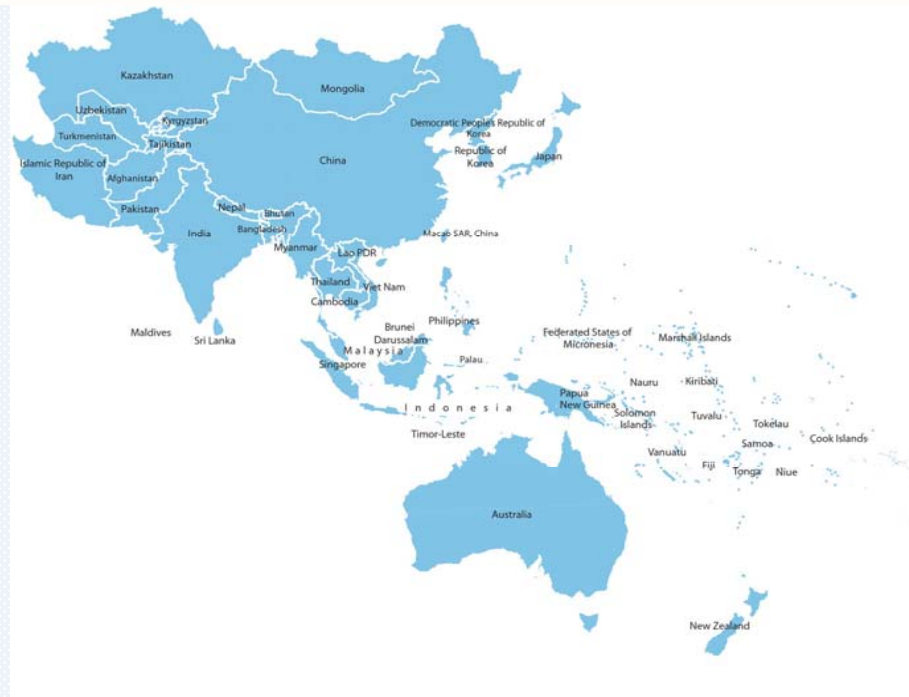 Kazakhstan
Mongolia
Uzbekistan
Kyrgyzstan
Democratic People's Republic of
Korea
Turkmenistan
Tajikistan
Republic of
Korea
Japan
China
Islamic Republic of
Iran
Afghanistan
Pakistan
Nepal
Bhutan
India
Bangladesh
Macao SAR, China
Myanmar
Lao PDR
Thailand
Viet Nam
Cambodia
Maldives
Sri Lanka
Philippines
Brunei
Darussalam
Federated States of
Micronesia
Marshall Islands
Malaysia
Singapore
Palau
Nauru
Kiribati
Papua
New Guinea
Indonesia
Solomon
Islands
Tuvalu
Tokelau
Timor-Leste
Samoa
Cook Islands
Vanuatu
Fiji
Tonga
Niue
Australia
New Zealand